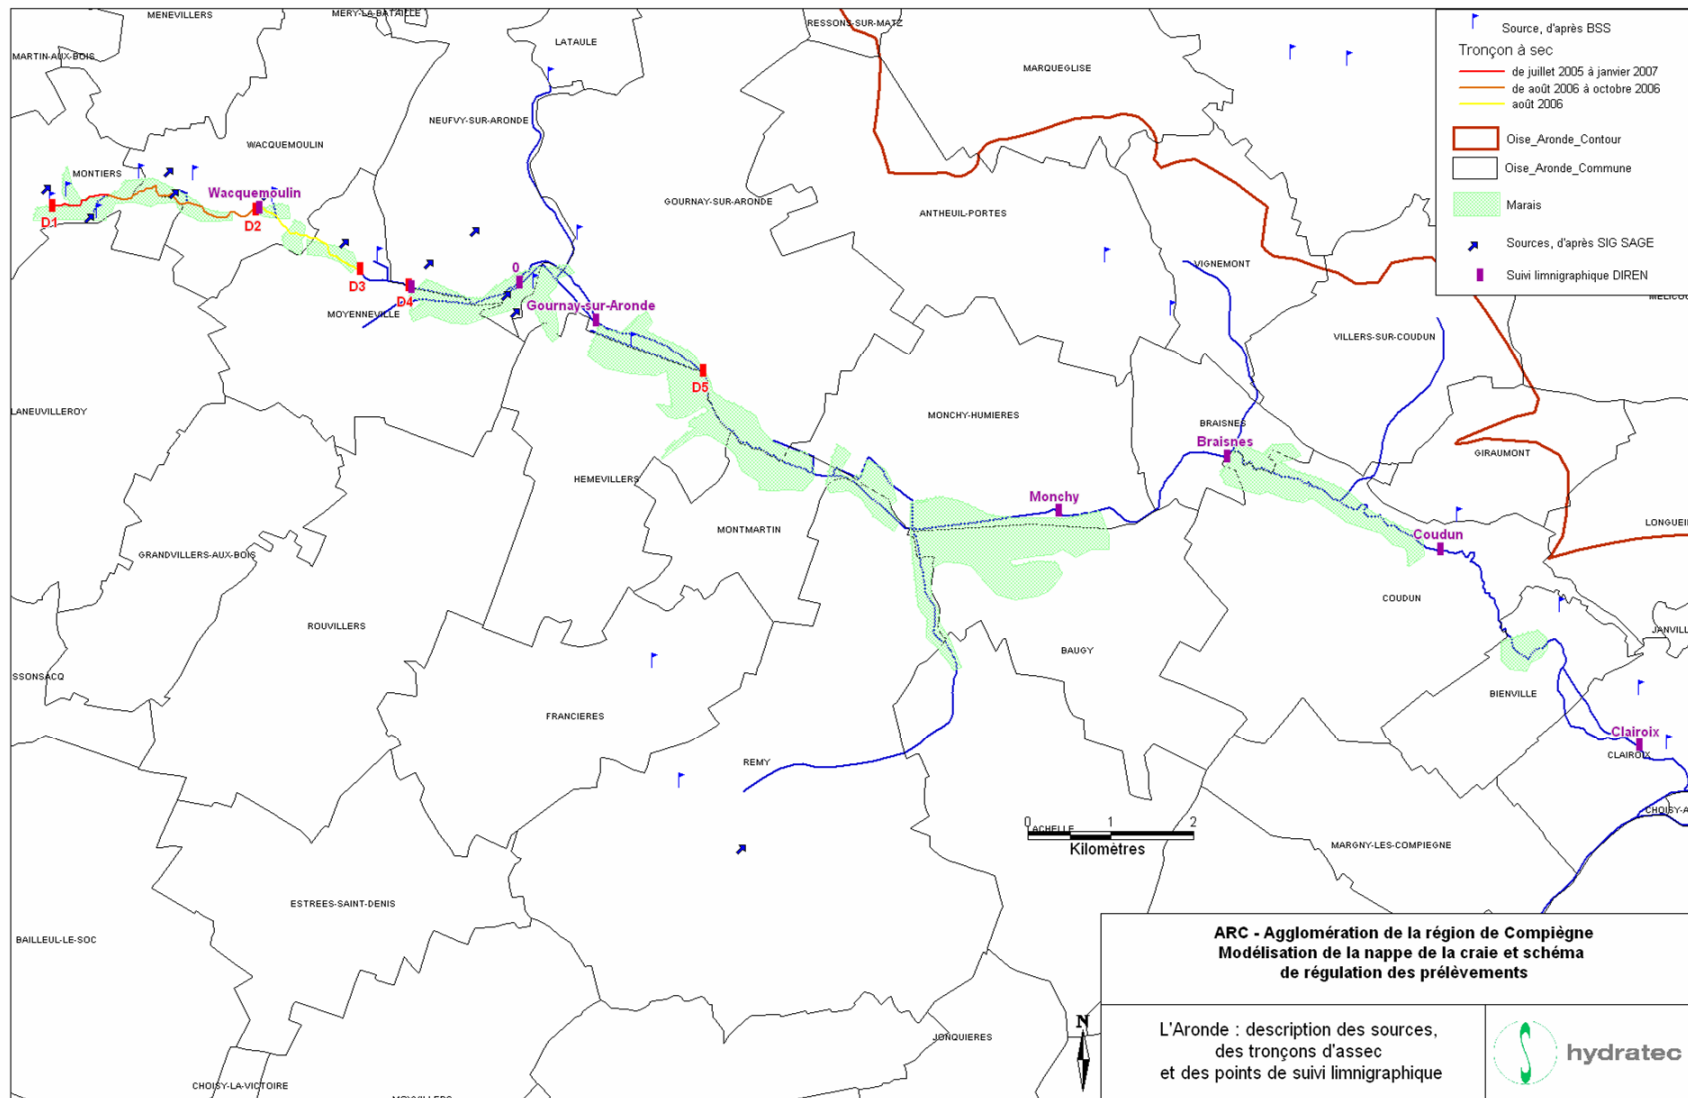 MENEVILLERS
MERY-LA-BATAILLE
RESSONS-SUR-MATZ
LATAULE
MARTIN-AUX-BOIS
MARQUEGLISE
Source, d'après BSS
Tronçon à sec
de juillet 2005 à janvier 2007
de août 2006 à octobre 2006
août 2006
Oise_Aronde_Contour
Oise_Aronde_Commune
Marais
Sources, d'après SIG SAGE
Suivi limnigraphique DIREN
NEUFVY-SUR-ARONDE
WACQUEMOULIN
MONTIERS
Wacquemoulin
GOURNAY-SUR-ARONDE
ANTHEUIL-PORTES
D1
D2
VIGNEMONT
D3
0
D4
Gournay-sur-Aronde
MOYENNEVILLE
VILLERS-SUR-COUDUN
D5
LANEUVILLEROY
MONCHY-HUMIERES
BRAISNES
Braisnes
GIRAUMONT
HEMEVILLERS
Monchy
MONTMARTIN
LONGUEIL
Coudun
GRANDVILLERS-AUX-BOIS
COUDUN
ROUVILLERS
JANVILL
BAUGY
SSONSACQ
BIENVILLE
FRANCIERES
Clairoix
CLAIROIX
REMY
CHOISY-A
0 1 2
LACHELLE
Kilomètres
MARGNY-LES-COMPIEGNE
ESTREES-SAINT-DENIS
BAILLEUL-LE-SOC
ARC - Agglomération de la région de Compiègne
Modélisation de la nappe de la craie et schéma
de régulation des prélèvements
N
JONQUIERES
L'Aronde : description des sources,
des tronçons d'assec
et des points de suivi limnigraphique
hydratec
CHOISY-LA-VICTOIRE
MOYVILLERS